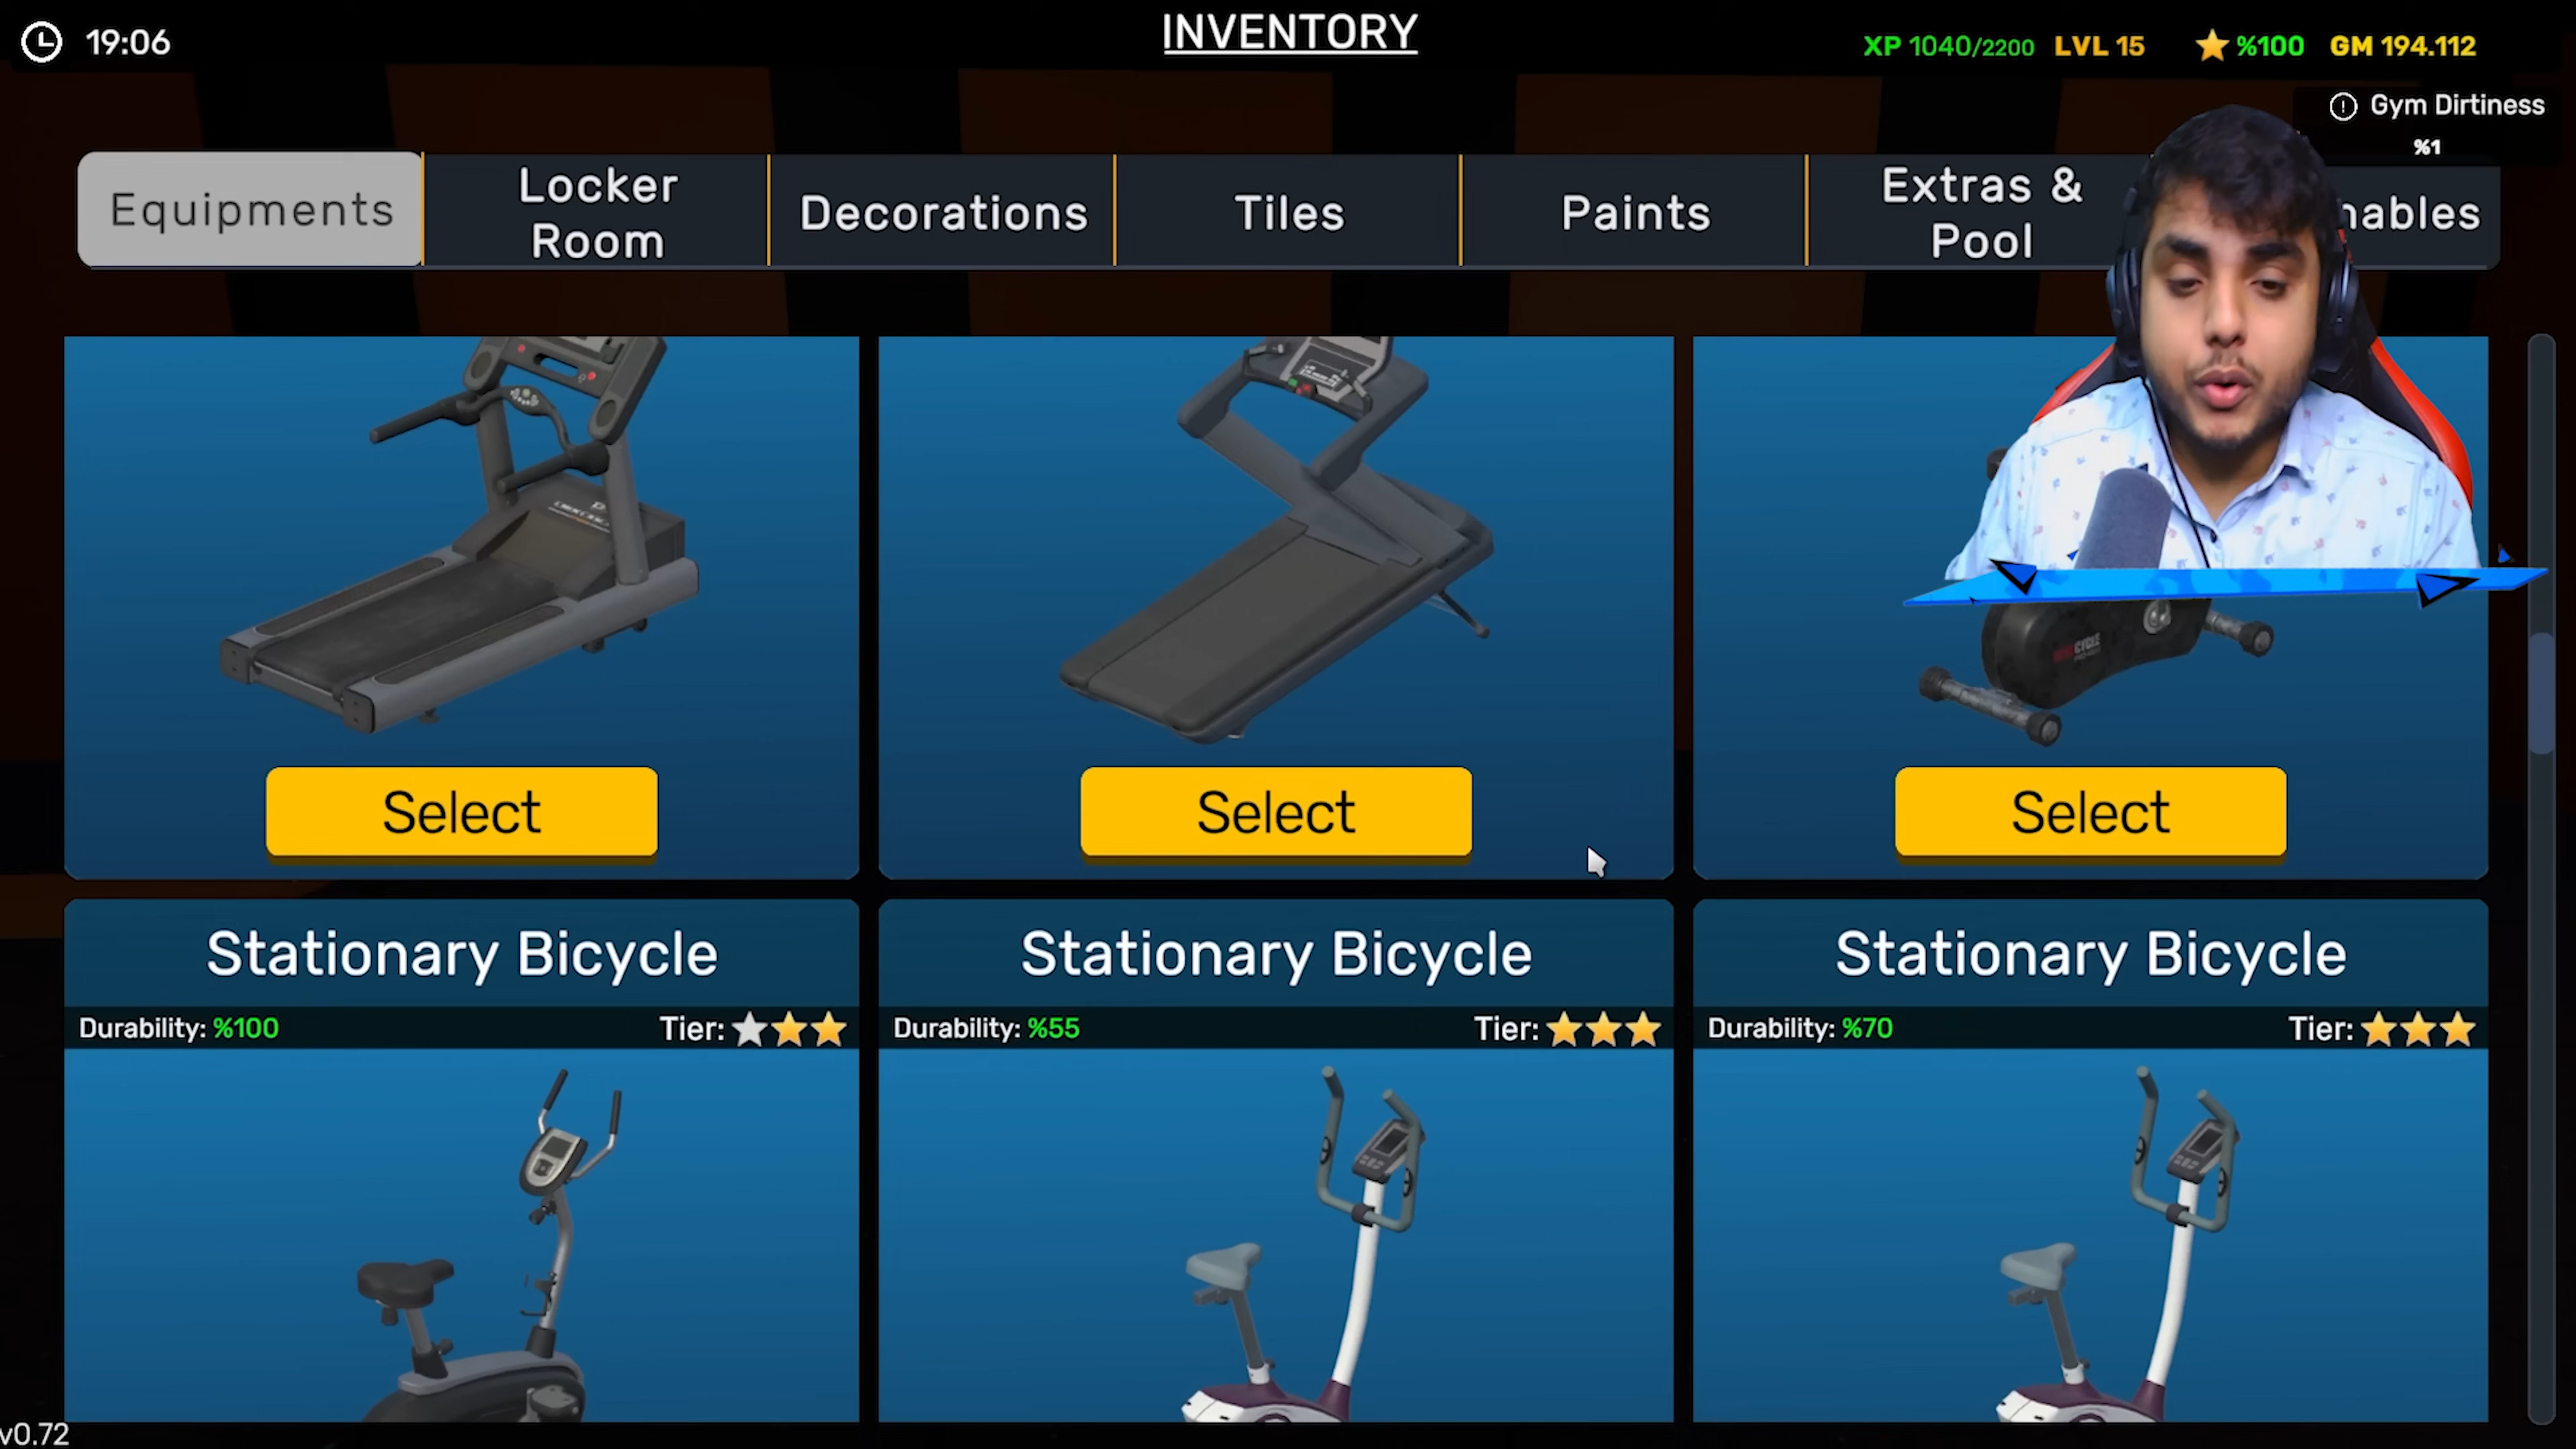 19:06
INVENTORY
XP 1040/2200 LVL 15 %100 GM 194.112
Gym Dirtiness
%1
Equipments
Locker
Room
Decorations
Tiles
Paints
Extras &
Pool
nables
Select
Select
CYCLE
Select
Stationary Bicycle
Durability: %100 Tier:
Stationary Bicycle
Durability: %55 Tier:
Stationary Bicycle
Durability: %70 Tier:
v0.72